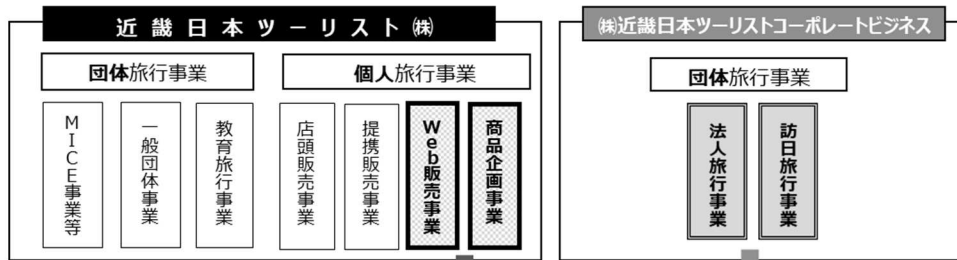 近畿日本ツーリスト㈱
団体旅行事業
個人旅行事業
MICE事業等
一般団体事業
教育旅行事業
店頭販売事業
提携販売事業
Web販売事業
商品企画事業
㈱近畿日本ツーリストコーポレートビジネス
団体旅行事業
法人旅行事業
訪日旅行事業